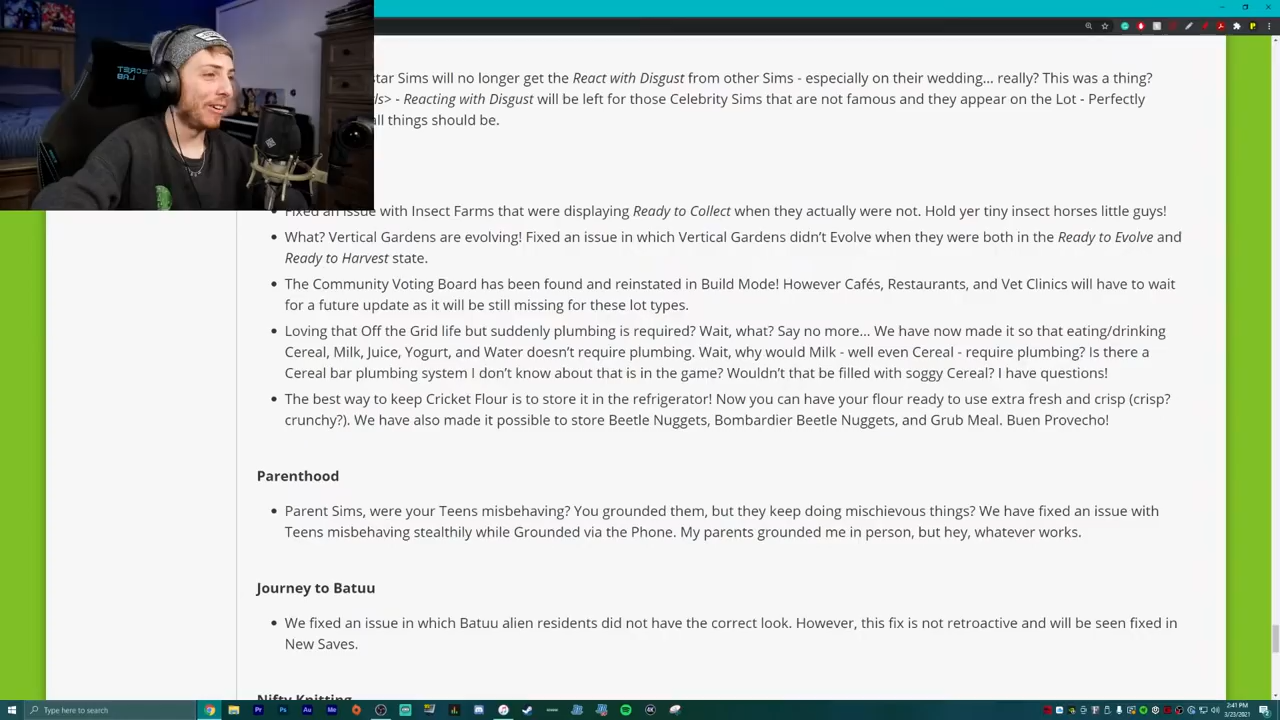 star Sims will no longer get the React with Disgust from other Sims - especially on their wedding... really? This was a thing?
- Reacting with Disgust will be left for those Celebrity Sims that are not famous and they appear on the Lot - Perfectly
all things should be.
Fixed an issue with Insect Farms that were displaying Ready to Collect when they actually were not. Hold yer tiny insect horses little guys!
What? Vertical Gardens are evolving! Fixed an issue in which Vertical Gardens didn't Evolve when they were both in the Ready to Evolve and
Ready to Harvest state.
The Community Voting Board has been found and reinstated in Build Mode! However Cafés, Restaurants, and Vet Clinics will have to wait
for a future update as it will be still missing for these lot types.
Loving that Off the Grid life but suddenly plumbing is required? Wait, what? Say no more... We have now made it so that eating/drinking
Cereal, Milk, Juice, Yogurt, and Water doesn't require plumbing. Wait, why would Milk - well even Cereal - require plumbing? Is there a
Cereal bar plumbing system I don't know about that is in the game? Wouldn't that be filled with soggy Cereal? I have questions!
The best way to keep Cricket Flour is to store it in the refrigerator! Now you can have your flour ready to use extra fresh and crisp (crisp?
crunchy?). We have also made it possible to store Beetle Nuggets, Bombardier Beetle Nuggets, and Grub Meal. Buen Provecho!
Parenthood
Parent Sims, were your Teens misbehaving? You grounded them, but they keep doing mischievous things? We have fixed an issue with
Teens misbehaving stealthily while Grounded via the Phone. My parents grounded me in person, but hey, whatever works.
Journey to Batuu
We fixed an issue in which Batuu alien residents did not have the correct look. However, this fix is not retroactive and will be seen fixed in
New Saves.
Nifty Knitting
Type here to search
2:41 PM
3/23/2021